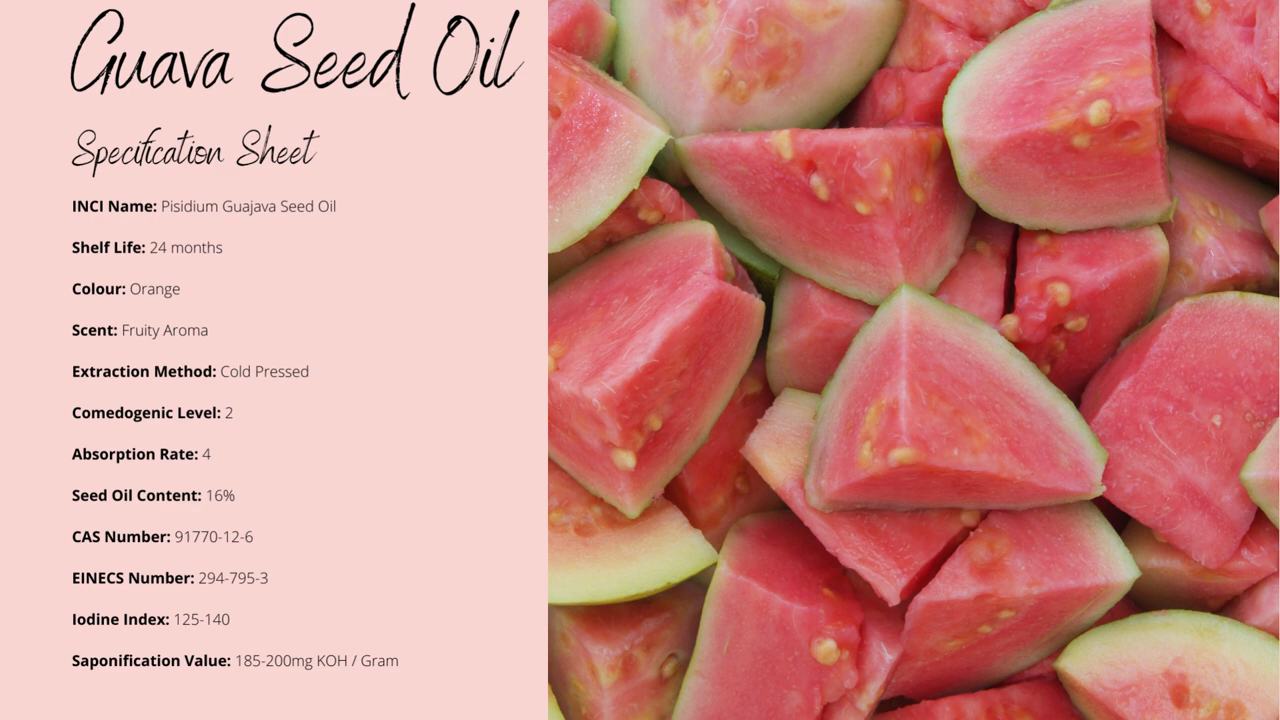 Guava Seed Oil
Specification Sheet
INCI Name: Pisidium Guajava Seed Oil
Shelf Life: 24 months
Colour: Orange
Scent: Fruity Aroma
Extraction Method: Cold Pressed
Comedogenic Level: 2
Absorption Rate: 4
Seed Oil Content: 16%
CAS Number: 91770-12-6
EINECS Number: 294-795-3
Iodine Index: 125-140
Saponification Value: 185-200mg KOH / Gram